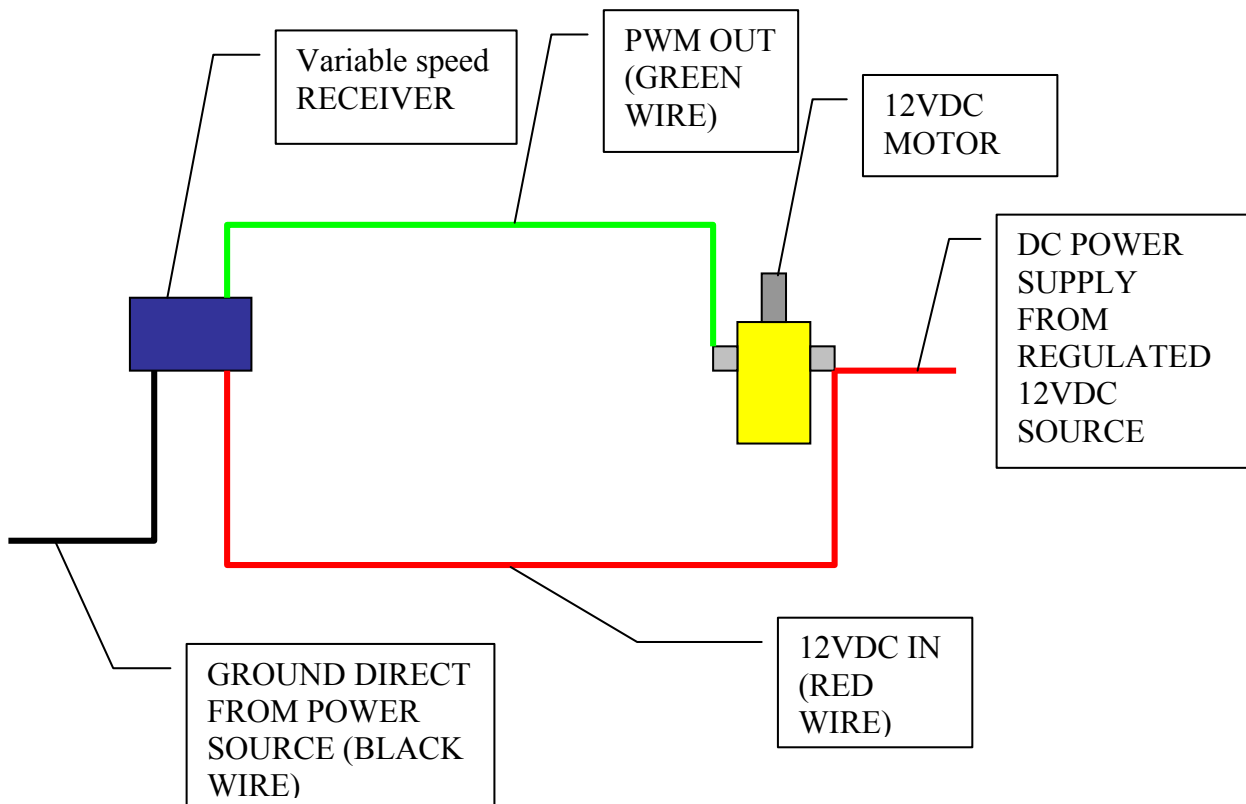 Variable speed
RECEIVER
PWM OUT
(GREEN
WIRE)
12VDC
MOTOR
DC POWER
SUPPLY
FROM
REGULATED
12VDC
SOURCE
GROUND DIRECT
FROM POWER
SOURCE (BLACK
WIRE)
12VDC IN
(RED
WIRE)